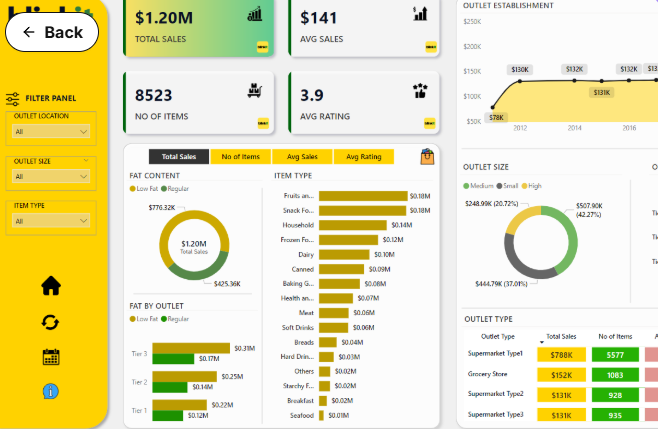 Back
FILTER PANEL
OUTLET LOCATION
All
OUTLET SIZE
All
ITEM TYPE
All
$1.20M
TOTAL SALES
$141
AVG SALES
8523
NO OF ITEMS
3.9
AVG RATING
Total Sales
No of Items
Avg Sales
Avg Rating
FAT CONTENT
Low Fat Regular
$776.32K
$1.20M
Total Sales
$425.36K
FAT BY OUTLET
Low Fat Regular
Tier 3 $0.31M
$0.17M
Tier 2 $0.25M
$0.14M
Tier 1 $0.22M
$0.12M
ITEM TYPE
Fruits an... $0.18M
Snack Fo... $0.18M
Household $0.14M
Frozen Fo... $0.12M
Dairy $0.10M
Canned $0.09M
Baking G... $0.08M
Health an... $0.07M
Meat $0.06M
Soft Drinks $0.06M
Breads $0.04M
Hard Drin... $0.03M
Others $0.02M
Starchy F... $0.02M
Breakfast $0.02M
Seafood $0.01M
OUTLET ESTABLISHMENT
$250K
$200K
$150K
$100K
$50K
$78K
$130K
$132K
$131K
$132K
2012
2014
2016
OUTLET SIZE
Medium Small High
$248.99K (20.72%)
$507.90K
(42.27%)
$444.79K (37.01%)
OUTLET TYPE
Outlet Type Total Sales No of Items
Supermarket Type1 $788K 5577
Grocery Store $152K 1083
Supermarket Type2 $131K 928
Supermarket Type3 $131K 935